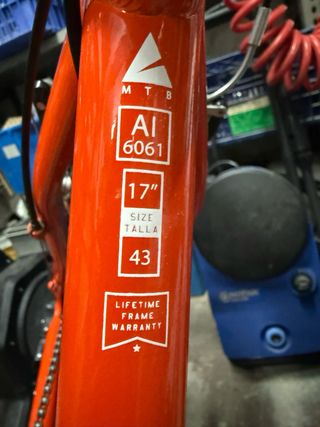 MTB
Al
6061
17”
SIZE
TALLA
43
LIFETIME
FRAME
WARRANTY